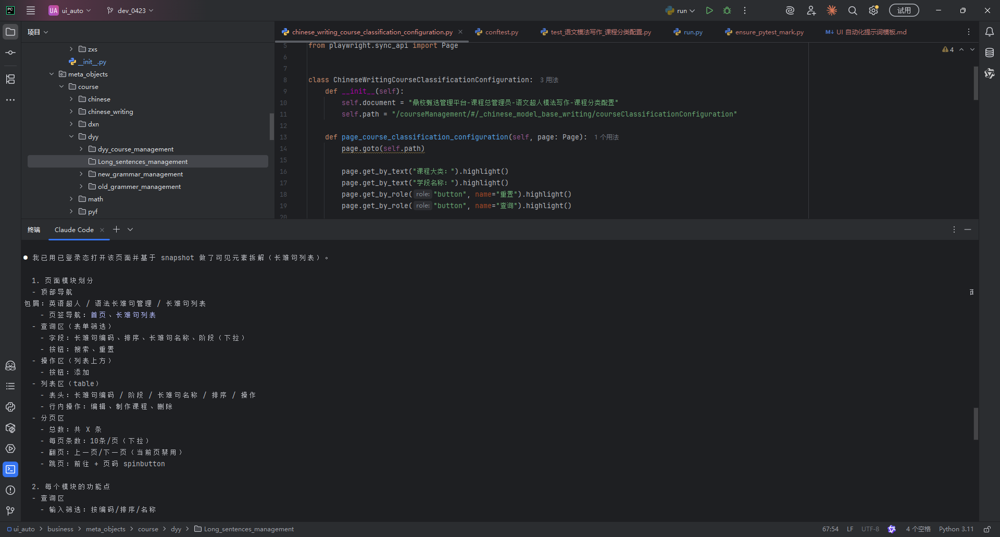 PC
UA ui_auto
dev_0423
run
试用
项目
zxs
__init__.py
meta_objects
course
chinese
chinese_writing
dxn
dyy
dyy_course_management
Long_sentences_management
new_grammar_management
old_grammer_management
math
pyf
chinese_writing_course_classification_configuration.py
conftest.py
test_语文模法写作_课程分类配置.py
run.py
ensure_pytest_mark.py
M↓ UI 自动化提示词模板.md
4
5 from playwright.sync_api import Page
6
7
8 class ChineseWritingCourseClassificationConfiguration: 3 用法
9 def __init__(self):
10 self.document = "鼎校甄选管理平台-课程总管理员-语文超人模法写作-课程分类配置"
11 self.path = "/courseManagement/#/_chinese_model_base_writing/courseClassificationConfiguration"
12
13 def page_course_classification_configuration(self, page: Page): 1 个用法
14 page.goto(self.path)
15
16 page.get_by_text("课程大类：").highlight()
17 page.get_by_text("学段名称：").highlight()
18 page.get_by_role( role: "button", name="重置").highlight()
19 page.get_by_role( role: "button", name="查询").highlight()
20
终端
Claude Code
● 我已用已登录态打开该页面并基于 snapshot 做了可见元素拆解（长难句列表）。
1. 页面模块划分
- 顶部导航
包屑：英语超人 / 语法长难句管理 / 长难句列表
- 页签导航：首页、长难句列表
- 查询区（表单筛选）
- 字段：长难句编码、排序、长难句名称、阶段（下拉）
- 按钮：搜索、重置
- 操作区（列表上方）
- 按钮：添加
- 列表区（table）
- 表头：长难句编码 / 阶段 / 长难句名称 / 排序 / 操作
- 行内操作：编辑、制作课程、删除
- 分页区
- 总数：共 X 条
- 每页条数：10条/页（下拉）
- 翻页：上一页/下一页（当前页禁用）
- 跳页：前往 + 页码 spinbutton
2. 每个模块的功能点
- 查询区
- 输入筛选：按编码/排序/名称
ui_auto > business > meta_objects > course > dyy > Long_sentences_management
67:54
LF
UTF-8
4 个空格
Python 3.11